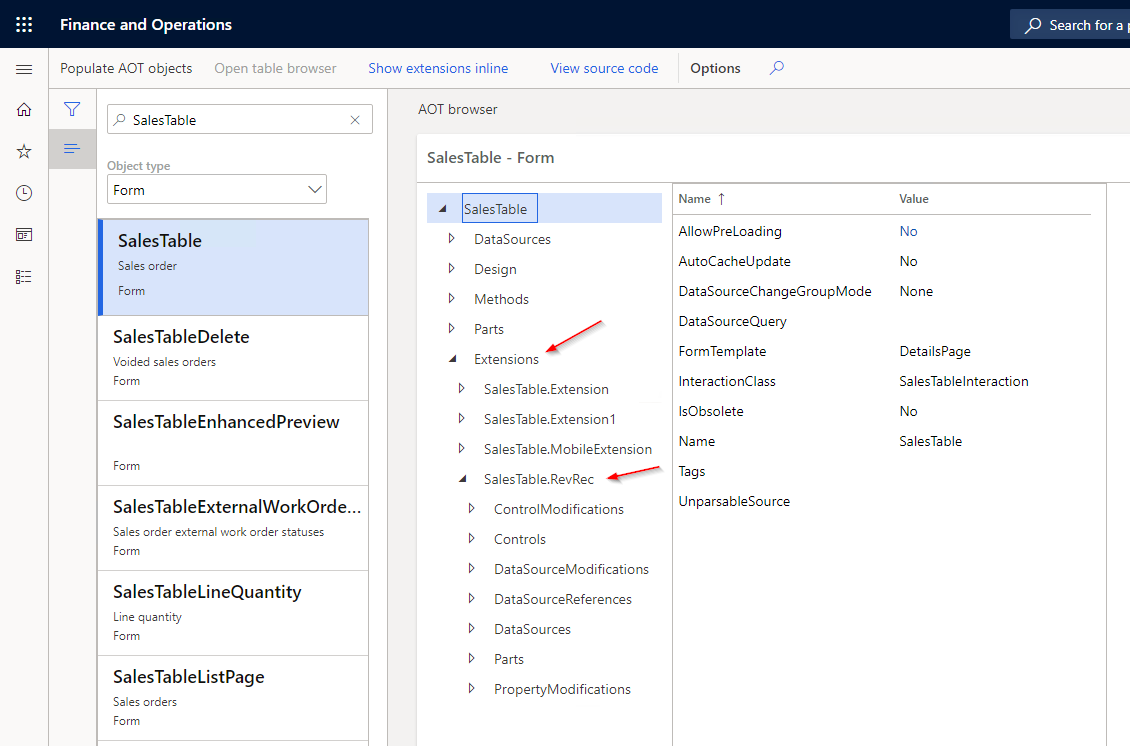 Finance and Operations
Search for a p
Populate AOT objects
Open table browser
Show extensions inline
View source code
Options
SalesTable
Object type
Form
SalesTable
Sales order
Form
SalesTableDelete
Voided sales orders
Form
SalesTableEnhancedPreview
Form
SalesTableExternalWorkOrde...
Sales order external work order statuses
Form
SalesTableLineQuantity
Line quantity
Form
SalesTableListPage
Sales orders
Form
AOT browser
SalesTable - Form
SalesTable
DataSources
Design
Methods
Parts
Extensions
SalesTable.Extension
SalesTable.Extension1
SalesTable.MobileExtension
SalesTable.RevRec
ControlModifications
Controls
DataSourceModifications
DataSourceReferences
DataSources
Parts
PropertyModifications
Name ↑ Value
AllowPreLoading No
AutoCacheUpdate No
DataSourceChangeGroupMode None
DataSourceQuery
FormTemplate DetailsPage
InteractionClass SalesTableInteraction
IsObsolete No
Name SalesTable
Tags
UnparsableSource